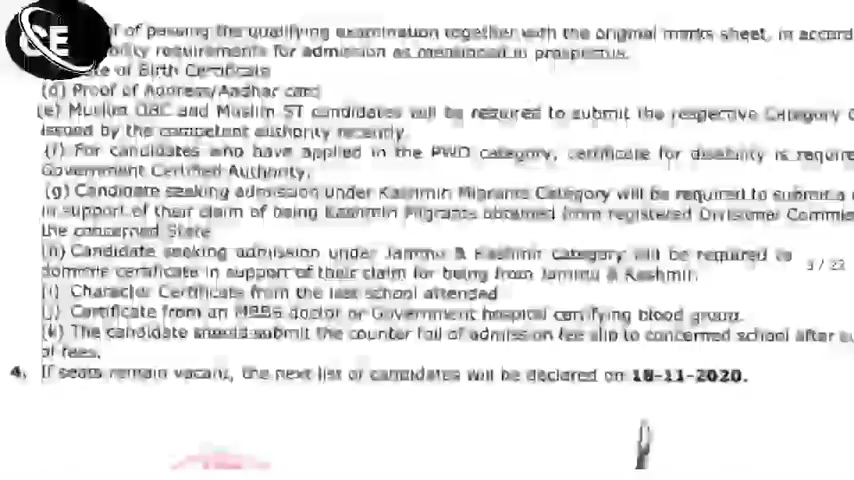 CE
of of passing the qualifying examination together with the original marks sheet, in accord
requirements for admission as mentioned in prospectus.
of Birth Certificate
(d) Proof of Address/Aadhar card
(e) Muslim OBC and Muslim ST candidates will be required to submit the respective Category
issued by the competent authority recently.
(f) For candidates who have applied in the PWD category, certificate for disability is require
Government Certified Authority.
(g) Candidate seeking admission under Kashmiri Migrants Category will be required to submit a
in support of their claim of being Kashmiri Migrants obtained from registered Divisional Commis
the concerned State
(h) Candidate seeking admission under Jammu & Kashmir category will be required to
domicile certificate in support of their claim for being from Jammu & Kashmir.
3 / 22
(i) Character Certificate from the last school attended
(j) Certificate from an MBBS doctor or Government hospital certifying blood group.
(k) The candidate should submit the counter foil of admission fee slip to concerned school after
of fees.
4. If seats remain vacant, the next list of candidates will be declared on 18-11-2020.